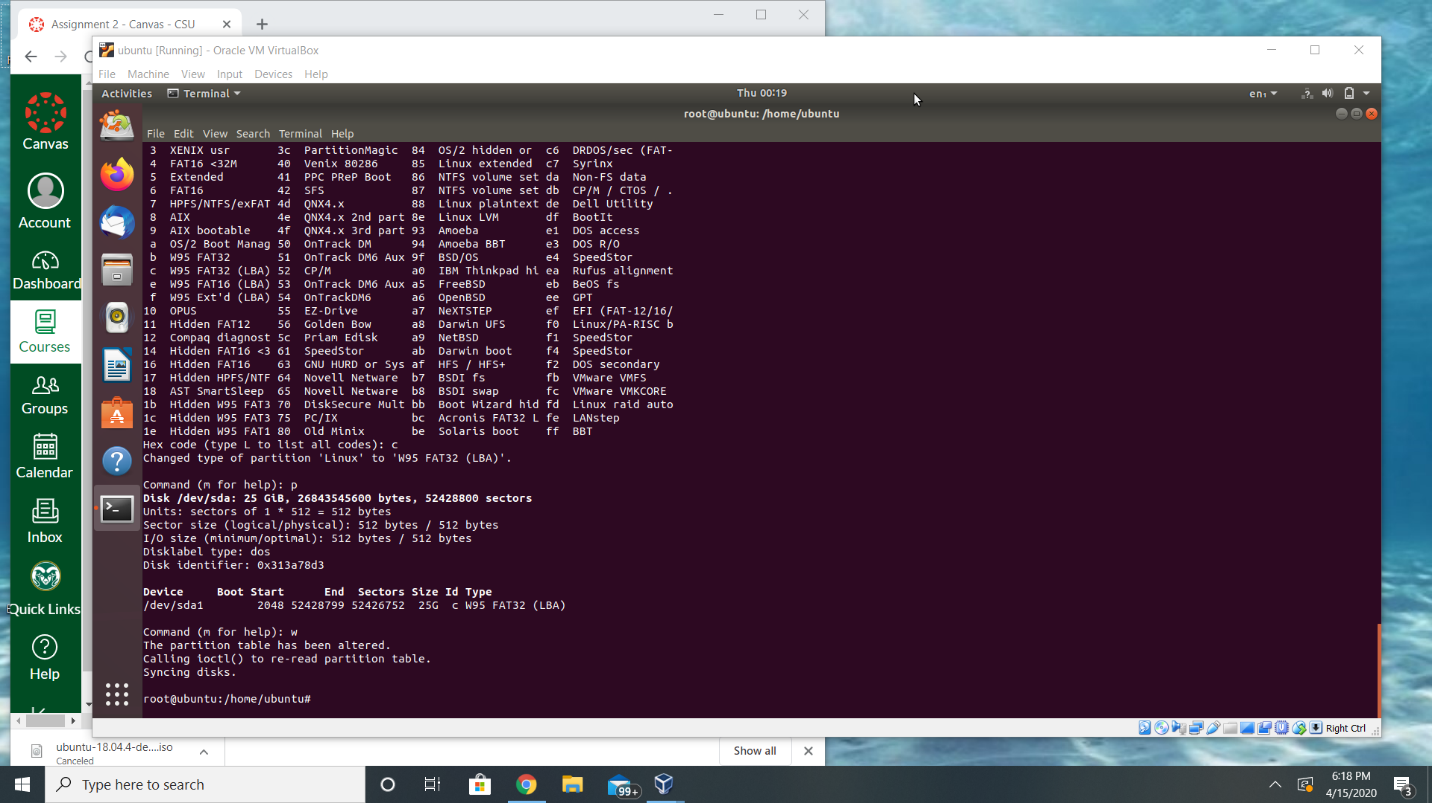 Assignment 2 - Canvas - CSU
ubuntu [Running] - Oracle VM VirtualBox
File Machine View Input Devices Help
Activities Terminal Thu 00:19 en₁
root@ubuntu: /home/ubuntu
File Edit View Search Terminal Help
3 XENIX usr 3c PartitionMagic 84 OS/2 hidden or c6 DRDOS/sec (FAT-
4 FAT16 <32M 40 Venix 80286 85 Linux extended c7 Syrinx
5 Extended 41 PPC PReP Boot 86 NTFS volume set da Non-FS data
6 FAT16 42 SFS 87 NTFS volume set db CP/M / CTOS / .
7 HPFS/NTFS/exFAT 4d QNX4.x 88 Linux plaintext de Dell Utility
8 AIX 4e QNX4.x 2nd part 8e Linux LVM df BootIt
9 AIX bootable 4f QNX4.x 3rd part 93 Amoeba e1 DOS access
a OS/2 Boot Manag 50 OnTrack DM 94 Amoeba BBT e3 DOS R/O
b W95 FAT32 51 OnTrack DM6 Aux 9f BSD/OS e4 SpeedStor
c W95 FAT32 (LBA) 52 CP/M a0 IBM Thinkpad hi ea Rufus alignment
e W95 FAT16 (LBA) 53 OnTrack DM6 Aux a5 FreeBSD eb BeOS fs
f W95 Ext'd (LBA) 54 OnTrackDM6 a6 OpenBSD ee GPT
10 OPUS 55 EZ-Drive a7 NeXTSTEP ef EFI (FAT-12/16/
11 Hidden FAT12 56 Golden Bow a8 Darwin UFS f0 Linux/PA-RISC b
12 Compaq diagnost 5c Priam Edisk a9 NetBSD f1 SpeedStor
14 Hidden FAT16 <3 61 SpeedStor ab Darwin boot f4 SpeedStor
16 Hidden FAT16 63 GNU HURD or Sys af HFS / HFS+ f2 DOS secondary
17 Hidden HPFS/NTF 64 Novell Netware b7 BSDI fs fb VMware VMFS
18 AST SmartSleep 65 Novell Netware b8 BSDI swap fc VMware VMKCORE
1b Hidden W95 FAT3 70 DiskSecure Mult bb Boot Wizard hid fd Linux raid auto
1c Hidden W95 FAT3 75 PC/IX bc Acronis FAT32 L fe LANstep
1e Hidden W95 FAT1 80 Old Minix be Solaris boot ff BBT
Hex code (type L to list all codes): c
Changed type of partition 'Linux' to 'W95 FAT32 (LBA)'.
Command (m for help): p
Disk /dev/sda: 25 GiB, 26843545600 bytes, 52428800 sectors
Units: sectors of 1 * 512 = 512 bytes
Sector size (logical/physical): 512 bytes / 512 bytes
I/O size (minimum/optimal): 512 bytes / 512 bytes
Disklabel type: dos
Disk identifier: 0x313a78d3
Device Boot Start End Sectors Size Id Type
/dev/sda1 2048 52428799 52426752 25G c W95 FAT32 (LBA)
Command (m for help): w
The partition table has been altered.
Calling ioctl() to re-read partition table.
Syncing disks.
root@ubuntu:/home/ubuntu#
Canvas
Account
Dashboard
Courses
Groups
Calendar
Inbox
Quick Links
Help
Right Ctrl
ubuntu-18.04.4-de....iso
Canceled
Show all
Type here to search
99+
6:18 PM
4/15/2020
3